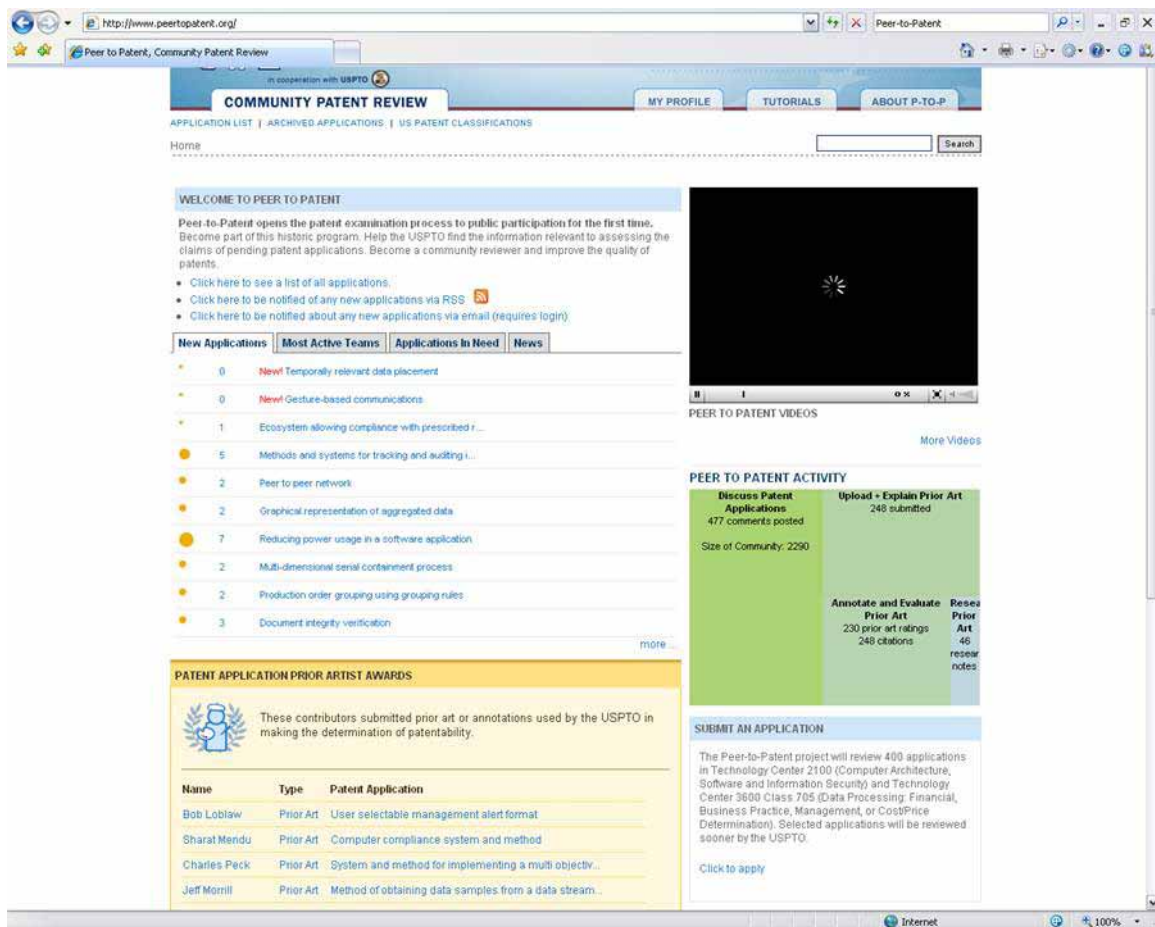 http://www.peertopatent.org/
Peer-to-Patent
Peer to Patent, Community Patent Review
in cooperation with USPTO
COMMUNITY PATENT REVIEW
MY PROFILE
TUTORIALS
ABOUT P-TO-P
APPLICATION LIST | ARCHIVED APPLICATIONS | US PATENT CLASSIFICATIONS
Home
Search
WELCOME TO PEER TO PATENT
Peer-to-Patent opens the patent examination process to public participation for the first time.
Become part of this historic program. Help the USPTO find the information relevant to assessing the
claims of pending patent applications. Become a community reviewer and improve the quality of
patents.
• Click here to see a list of all applications.
• Click here to be notified of any new applications via RSS
• Click here to be notified about any new applications via email (requires login)
New Applications
Most Active Teams
Applications In Need
News
0 New! Temporally relevant data placement
0 New! Gesture-based communications
1 Ecosystem allowing compliance with prescribed r...
5 Methods and systems for tracking and auditing i...
2 Peer to peer network
2 Graphical representation of aggregated data
7 Reducing power usage in a software application
2 Multi-dimensional serial containment process
2 Production order grouping using grouping rules
3 Document integrity verification
more ...
PATENT APPLICATION PRIOR ARTIST AWARDS
These contributors submitted prior art or annotations used by the USPTO in
making the determination of patentability.
Name Type Patent Application
Bob Loblaw Prior Art User selectable management alert format
Sharat Mendu Prior Art Computer compliance system and method
Charles Peck Prior Art System and method for implementing a multi objectiv...
Jeff Morrill Prior Art Method of obtaining data samples from a data stream...
PEER TO PATENT VIDEOS
More Videos
PEER TO PATENT ACTIVITY
Discuss Patent
Applications
477 comments posted
Size of Community: 2290
Upload + Explain Prior Art
248 submitted
Annotate and Evaluate
Prior Art
230 prior art ratings
248 citations
Resea
Prior
Art
46
resear
notes
SUBMIT AN APPLICATION
The Peer-to-Patent project will review 400 applications
in Technology Center 2100 (Computer Architecture,
Software and Information Security) and Technology
Center 3600 Class 705 (Data Processing: Financial,
Business Practice, Management, or Cost/Price
Determination). Selected applications will be reviewed
sooner by the USPTO.
Click to apply
Internet
100%